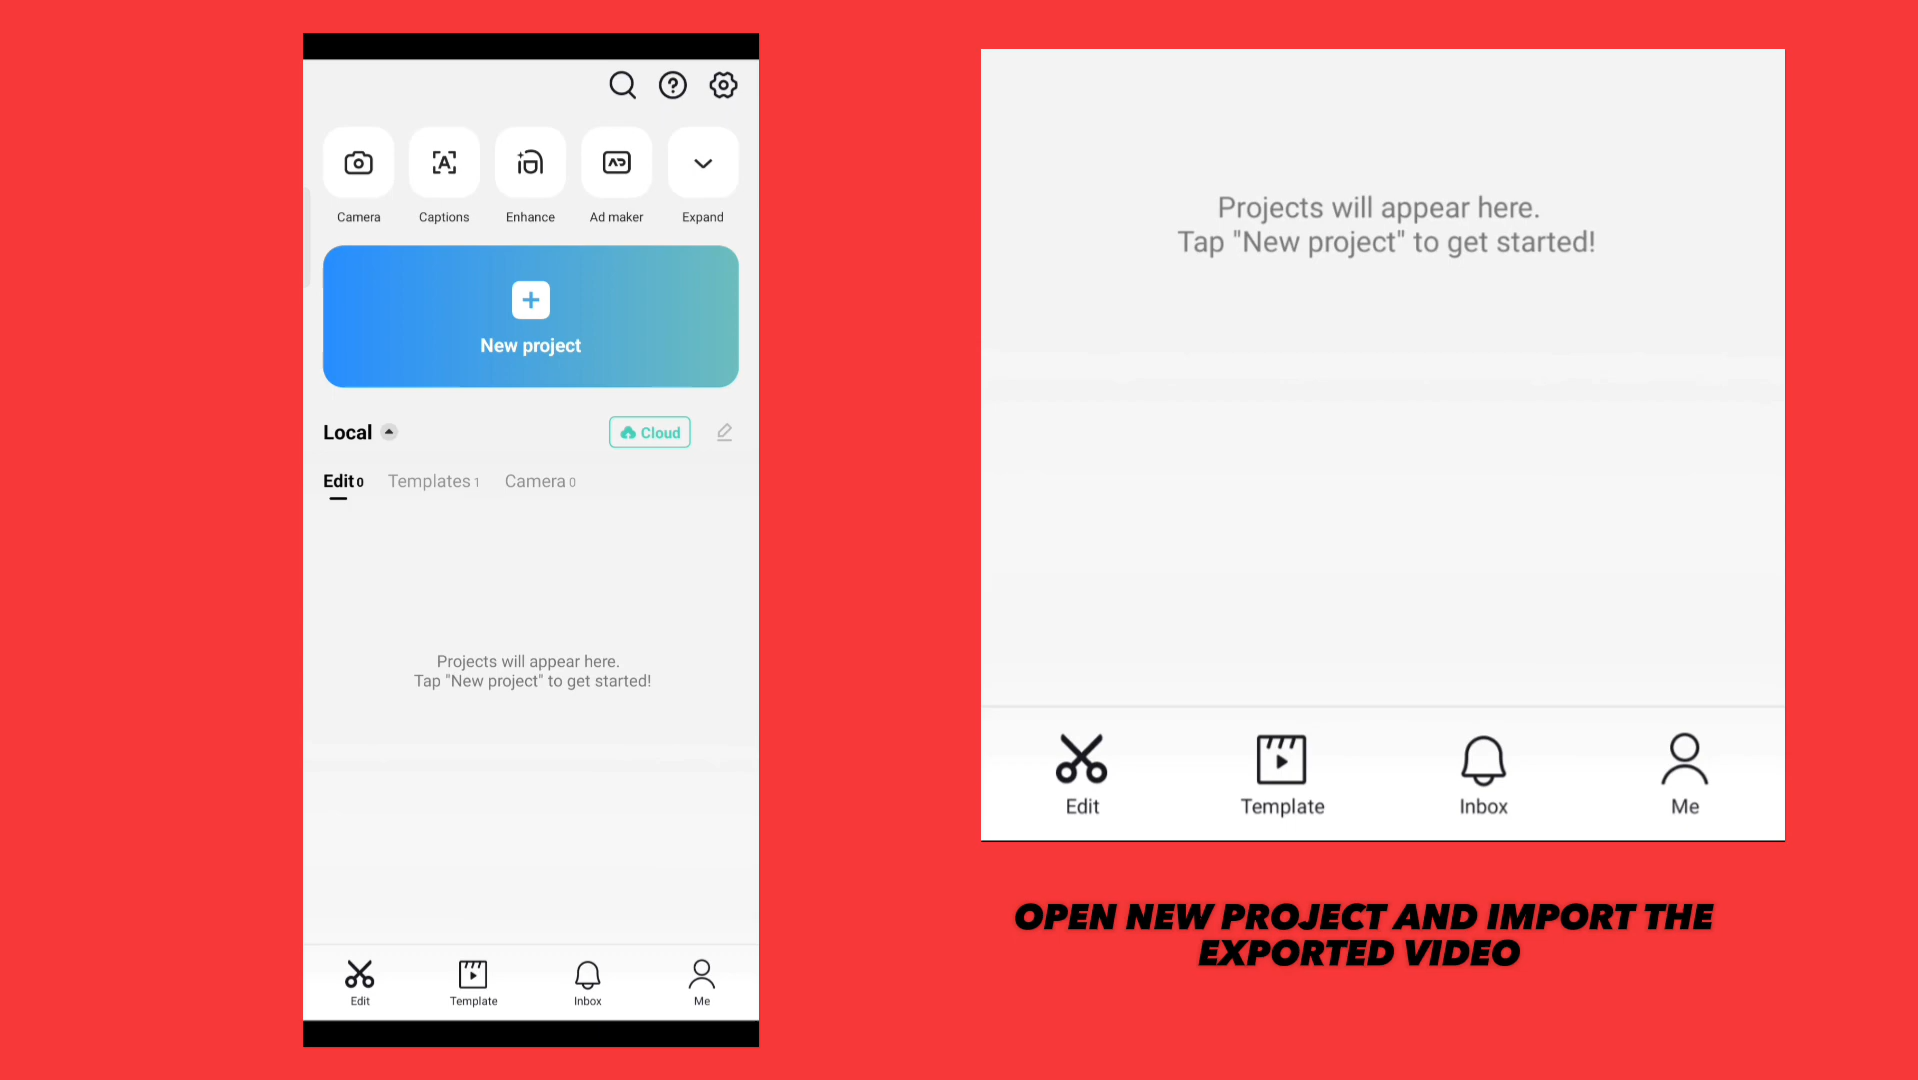 Camera
Captions
Enhance
Ad maker
Expand
New project
Local
Cloud
Edit 0
Templates 1
Camera 0
Projects will appear here.
Tap "New project" to get started!
Edit
Template
Inbox
Me
Projects will appear here.
Tap "New project" to get started!
Edit
Template
Inbox
Me
OPEN NEW PROJECT AND IMPORT THE
EXPORTED VIDEO